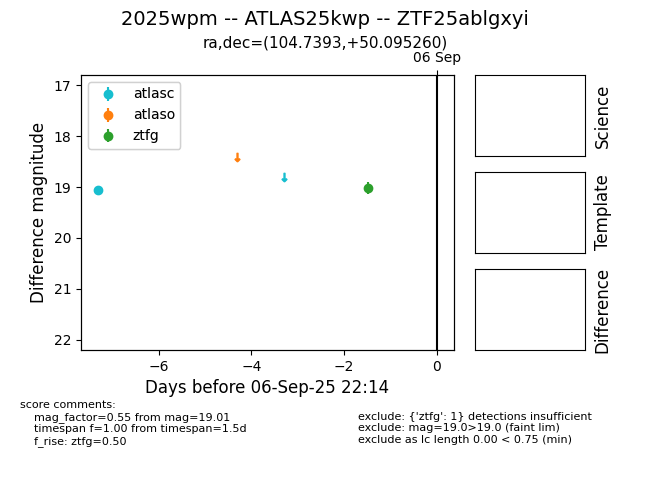 2025wpm -- ATLAS25kwp -- ZTF25ablgxyi
ra,dec=(104.7393,+50.095260)
06 Sep
atlasc
atlaso
ztfg
17
18
19
20
21
22
Difference magnitude
−6
−4
−2
0
Days before 06-Sep-25 22:14
Science
Template
Difference
score comments:
mag_factor=0.55 from mag=19.01
timespan f=1.00 from timespan=1.5d
f_rise: ztfg=0.50
exclude: {'ztfg': 1} detections insufficient
exclude: mag=19.0>19.0 (faint lim)
exclude as lc length 0.00 < 0.75 (min)